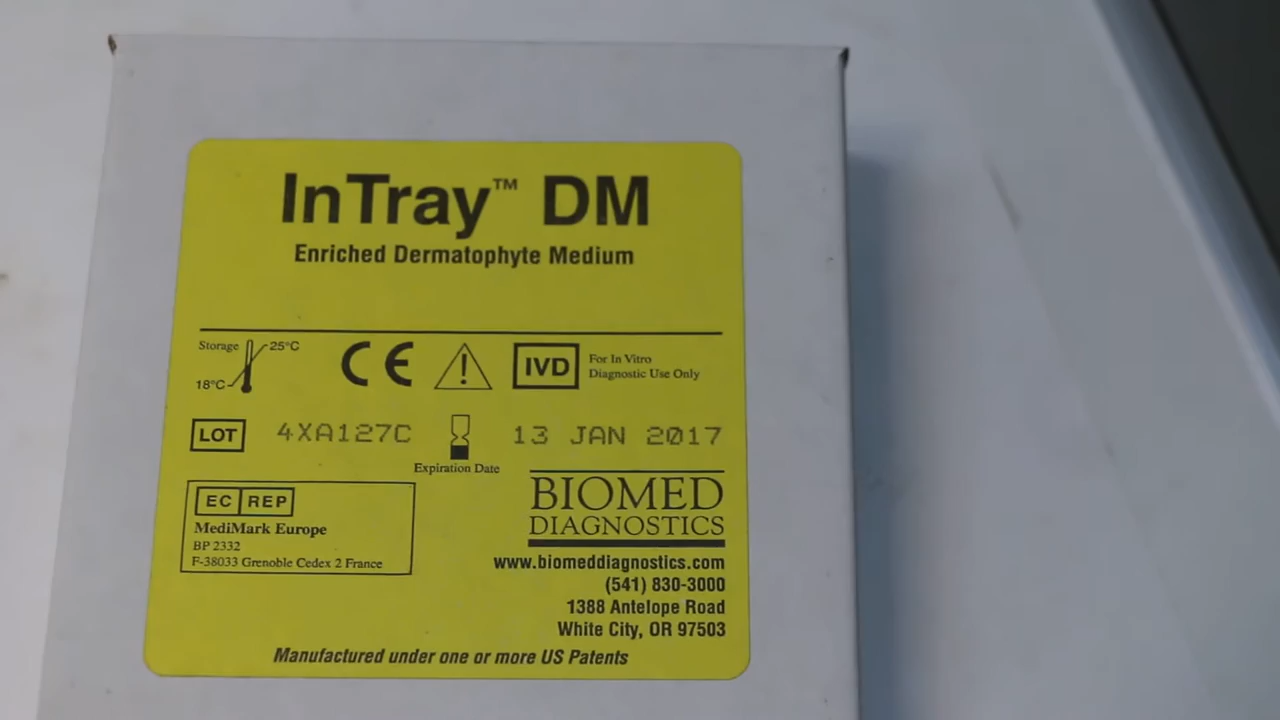 InTray™ DM
Enriched Dermatophyte Medium
Storage 25°C
18°C
CE
!
IVD
For In Vitro
Diagnostic Use Only
LOT 4XA127C 13 JAN 2017
Expiration Date
EC REP
MediMark Europe
BP 2332
F-38033 Grenoble Cedex 2 France
BIOMED
DIAGNOSTICS
www.biomeddiagnostics.com
(541) 830-3000
1388 Antelope Road
White City, OR 97503
Manufactured under one or more US Patents